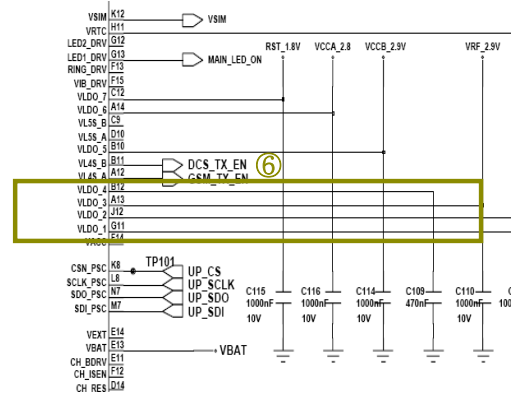 VSIM K12 VSIM
VRTC H11
LED2_DRV G12
RST_1.8V VCCA_2.8 VCCB_2.9V VRF_2.9V
LED1_DRV G13 MAIN_LED_ON
RING_DRV F13
VIB_DRV F15
VLDO_7 C12
VLDO_6 A14
VL5S_B C9
VL5S_A D10
VLDO_5 B10
VL4S_B B11 DCS_TX_EN ⑥
VL4S_A A12 GSM_TX_EN
VLDO_4 B12
VLDO_3 A13
VLDO_2 J12
VLDO_1 G11
E14
TP101
CSN_PSC K8 UP_CS
SCLK_PSC L8 UP_SCLK
SDO_PSC N7 UP_SDO
SDI_PSC M7 UP_SDI
C115 C116 C114 C109 C110
1000nF 1000nF 1000nF 470nF 1000nF
10V 10V 10V 10V
VEXT E14
VBAT E13 VBAT
CH_BDRV E11
CH_ISEN F12
CH_RES D14